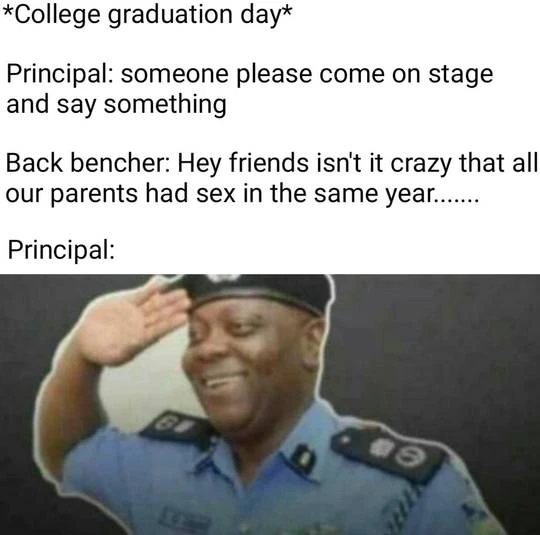 *College graduation day*
Principal: someone please come on stage
and say something
Back bencher: Hey friends isn't it crazy that all
our parents had sex in the same year.......
Principal: